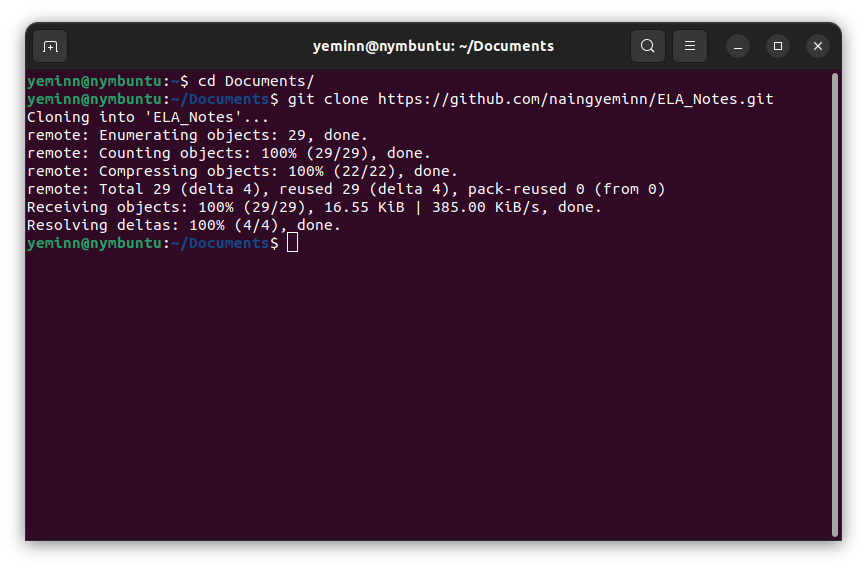 yeminn@nymbuntu: ~/Documents
yeminn@nymbuntu:~$ cd Documents/
yeminn@nymbuntu:~/Documents$ git clone https://github.com/naingyeminn/ELA_Notes.git
Cloning into 'ELA_Notes'...
remote: Enumerating objects: 29, done.
remote: Counting objects: 100% (29/29), done.
remote: Compressing objects: 100% (22/22), done.
remote: Total 29 (delta 4), reused 29 (delta 4), pack-reused 0 (from 0)
Receiving objects: 100% (29/29), 16.55 KiB | 385.00 KiB/s, done.
Resolving deltas: 100% (4/4), done.
yeminn@nymbuntu:~/Documents$